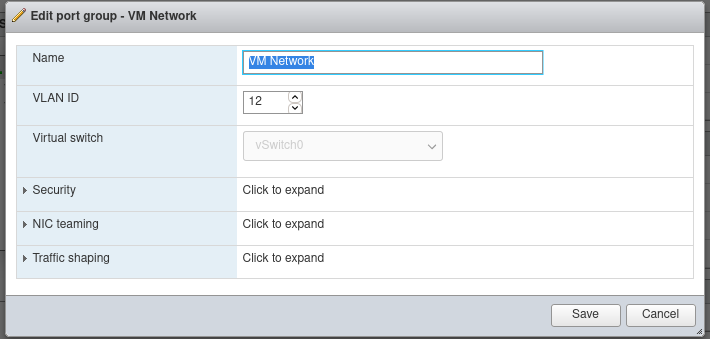 Edit port group - VM Network
Name VM Network
VLAN ID 12
Virtual switch vSwitch0
Security Click to expand
NIC teaming Click to expand
Traffic shaping Click to expand
Save Cancel